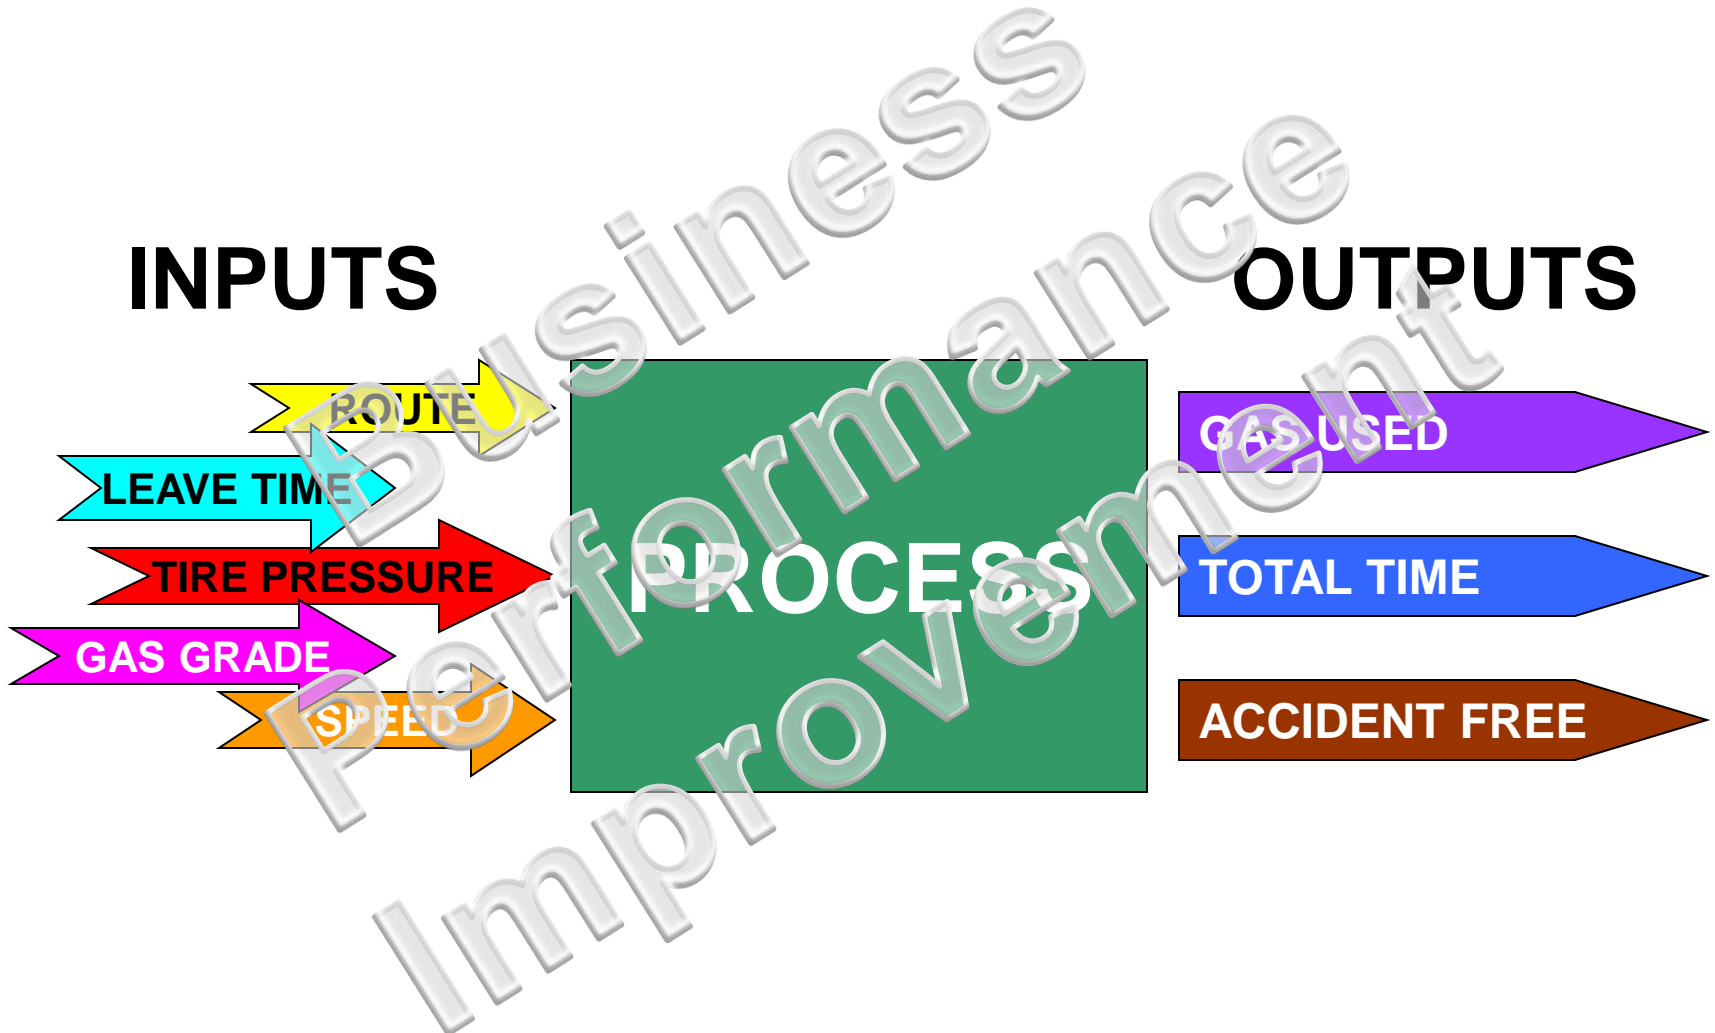 INPUTS
OUTPUTS
ROUTE
LEAVE TIME
TIRE PRESSURE
GAS GRADE
SPEED
PROCESS
GAS USED
TOTAL TIME
ACCIDENT FREE
Business
Performance
Improvement